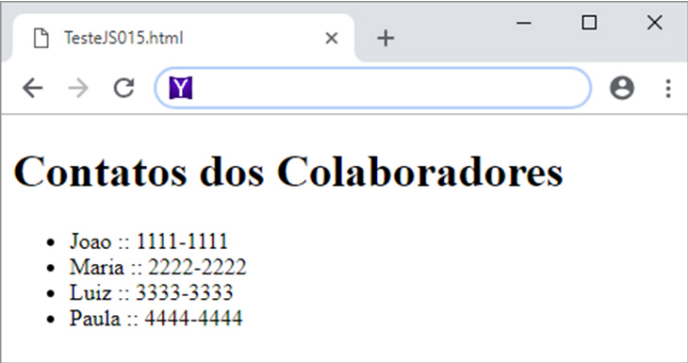 TesteJS015.html
Y
Contatos dos Colaboradores
• Joao :: 1111-1111
• Maria :: 2222-2222
• Luiz :: 3333-3333
• Paula :: 4444-4444